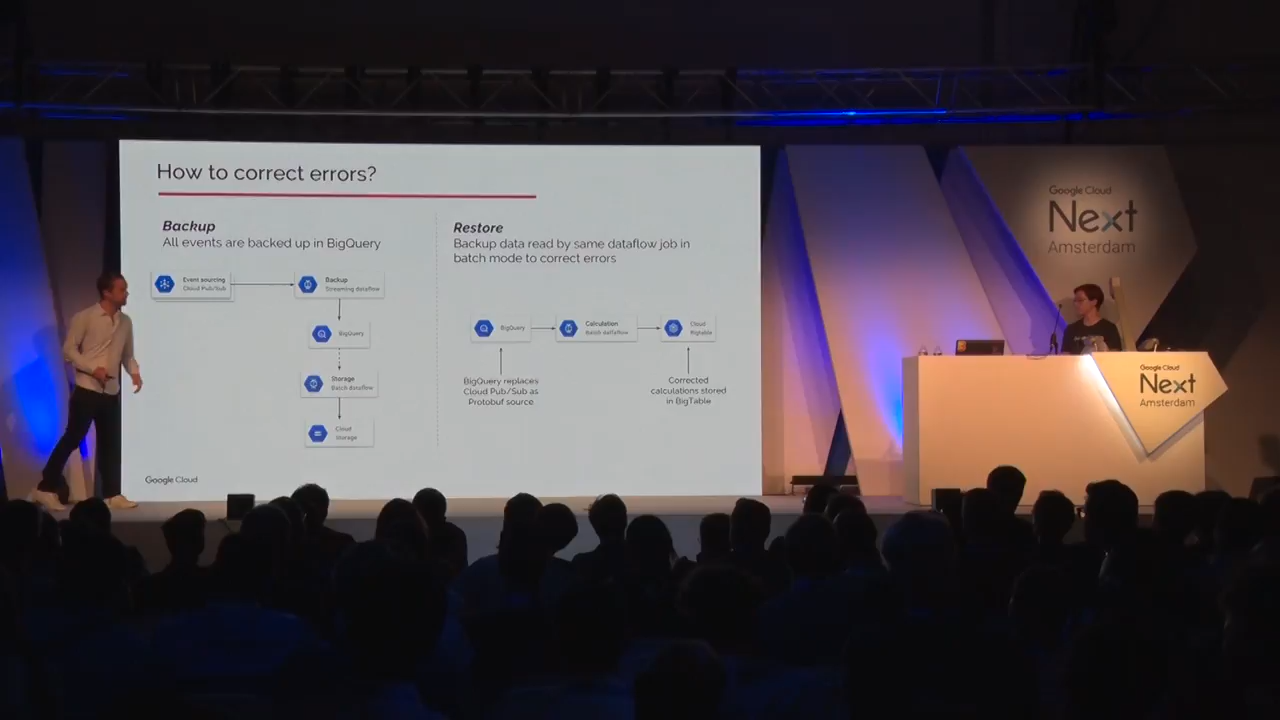 How to correct errors?
Backup
All events are backed up in BigQuery
Event sourcing
Cloud Pub/Sub
Backup
Streaming dataflow
BigQuery
Storage
Batch dataflow
Cloud
Storage
Restore
Backup data read by same dataflow job in
batch mode to correct errors
BigQuery
Calculation
Batch dataflow
Cloud
Bigtable
BigQuery replaces
Cloud Pub/Sub as
Protobuf source
Corrected
calculations stored
in BigTable
Google Cloud
Google Cloud
Next
Amsterdam
Google Cloud
Next
Amsterdam